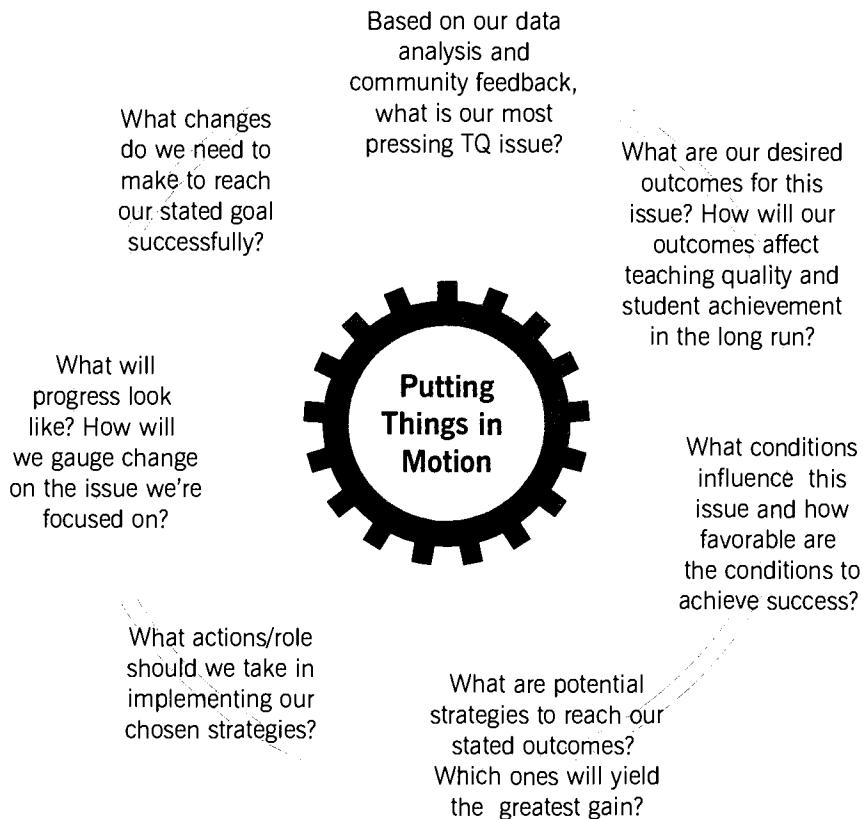 Based on our data
analysis and
community feedback,
what is our most
pressing TQ issue?
What are our desired
outcomes for this
issue? How will our
outcomes affect
teaching quality and
student achievement
in the long run?
What conditions
influence this
issue and how
favorable are
the conditions to
achieve success?
What are potential
strategies to reach our
stated outcomes?
Which ones will yield
the greatest gain?
What actions/role
should we take in
implementing our
chosen strategies?
What will
progress look
like? How will
we gauge change
on the issue we're
focused on?
What changes
do we need to
make to reach
our stated goal
successfully?
Putting
Things in
Motion